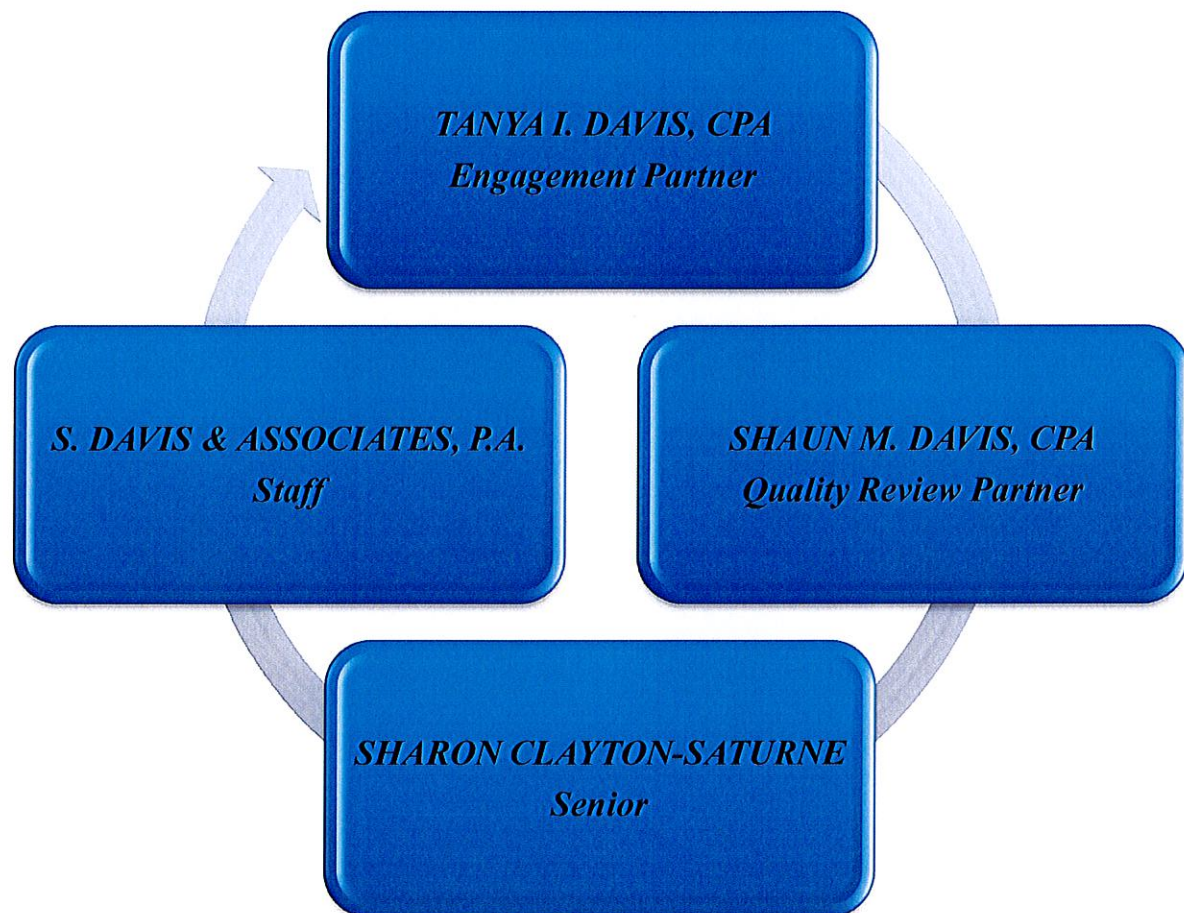 TANYA I. DAVIS, CPA
Engagement Partner
S. DAVIS & ASSOCIATES, P.A.
Staff
SHAUN M. DAVIS, CPA
Quality Review Partner
SHARON CLAYTON-SATURNE
Senior